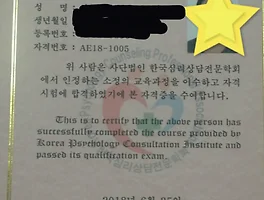 성 명 :
생년월일 :
등록번호 :
자격번호 : AE18-1005
위 사람은 사단법인 한국심리상담전문학회
에서 인정하는 소정의 교육과정을 이수하고 자격
시험에 합격하였기에 본 자격증을 수여합니다.
This is to certify that the above person has
successfully completed the course provided by
Korea Psychology Consultation Institute and
passed its qualification exam.